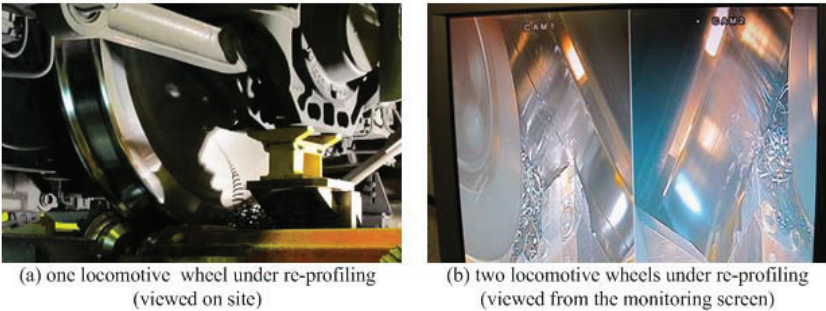 CAM1
CAM2
(a) one locomotive wheel under re-profiling
(viewed on site)
(b) two locomotive wheels under re-profiling
(viewed from the monitoring screen)